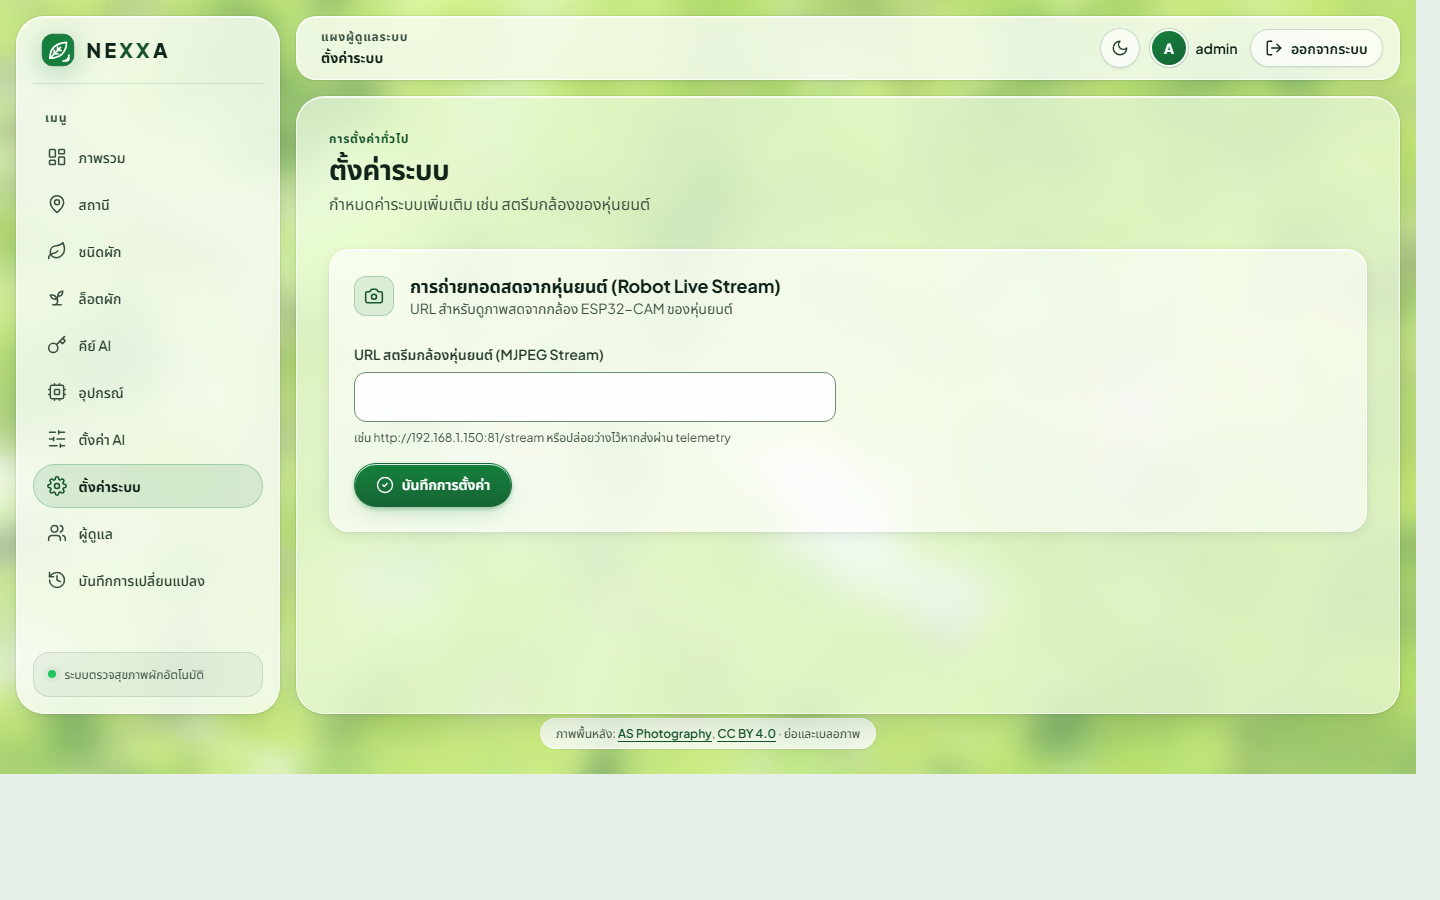 NEXXA
เมนู
ภาพรวม
สถานี
ชนิดผัก
ล็อตผัก
คีย์ AI
อุปกรณ์
ตั้งค่า AI
ตั้งค่าระบบ
ผู้ดูแล
บันทึกการเปลี่ยนแปลง
ระบบตรวจสุขภาพผักอัตโนมัติ
แผงผู้ดูแลระบบ
ตั้งค่าระบบ
A admin
ออกจากระบบ
การตั้งค่าทั่วไป
ตั้งค่าระบบ
กำหนดค่าระบบเพิ่มเติม เช่น สตรีมกล้องของหุ่นยนต์
การถ่ายทอดสดจากหุ่นยนต์ (Robot Live Stream)
URL สำหรับดูภาพสดจากกล้อง ESP32-CAM ของหุ่นยนต์
URL สตรีมกล้องหุ่นยนต์ (MJPEG Stream)
เช่น http://192.168.1.150:81/stream หรือปล่อยว่างไว้หากส่งผ่าน telemetry
บันทึกการตั้งค่า
ภาพพื้นหลัง: AS Photography, CC BY 4.0 · ย่อและเบลอภาพ